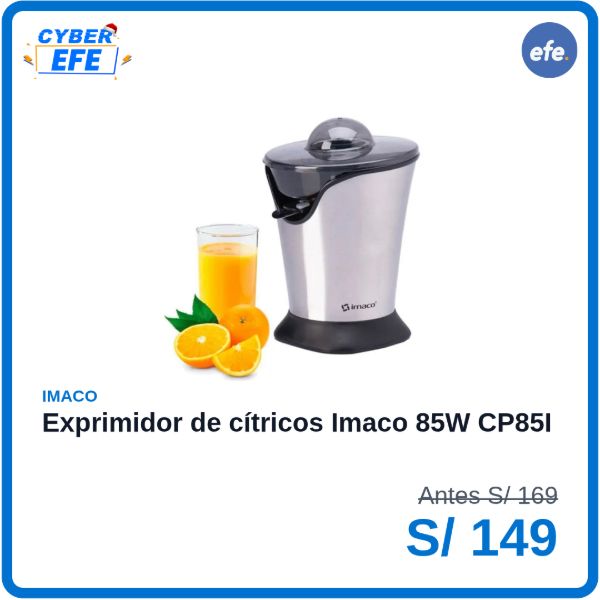 CYBER
EFE
efe.
imaco
IMACO
Exprimidor de cítricos Imaco 85W CP85I
Antes S/ 169
S/ 149